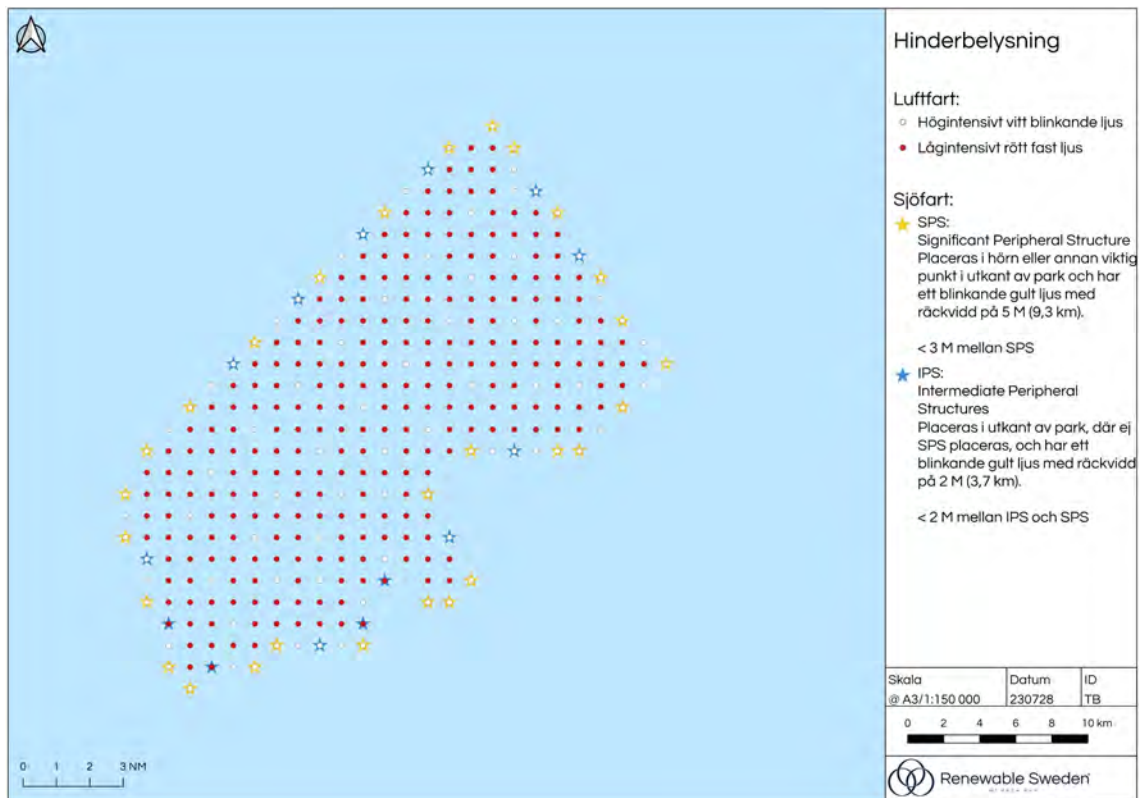 Hinderbelysning
Luftfart:
Högintensivt vitt blinkande ljus
Lågintensivt rött fast ljus
Sjöfart:
SPS:
Significant Peripheral Structure
Placeras i hörn eller annan viktig
punkt i utkant av park och har
ett blinkande gult ljus med
räckvidd på 5 M (9,3 km).
< 3 M mellan SPS
IPS:
Intermediate Peripheral
Structures
Placeras i utkant av park, där ej
SPS placeras, och har ett
blinkande gult ljus med räckvidd
på 2 M (3,7 km).
< 2 M mellan IPS och SPS
Skala Datum ID
@ A3/1:150 000 230728 TB
0 2 4 6 8 10 km
0 1 2 3 NM
Renewable Sweden